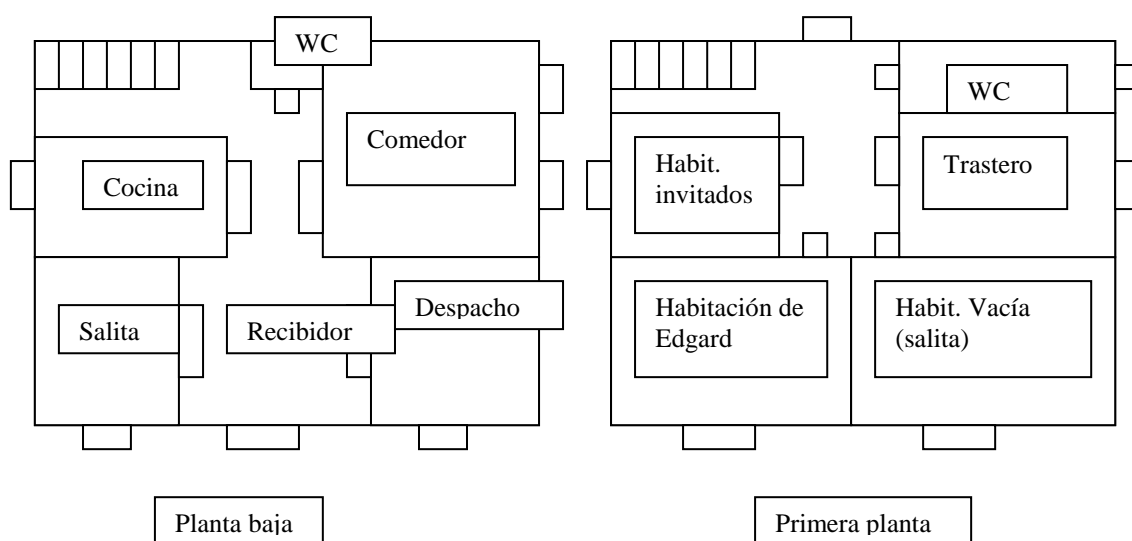 WC
Comedor
Cocina
Despacho
Salita
Recibidor
Planta baja
WC
Habit.
invitados
Trastero
Habitación de
Edgard
Habit. Vacía
(salita)
Primera planta